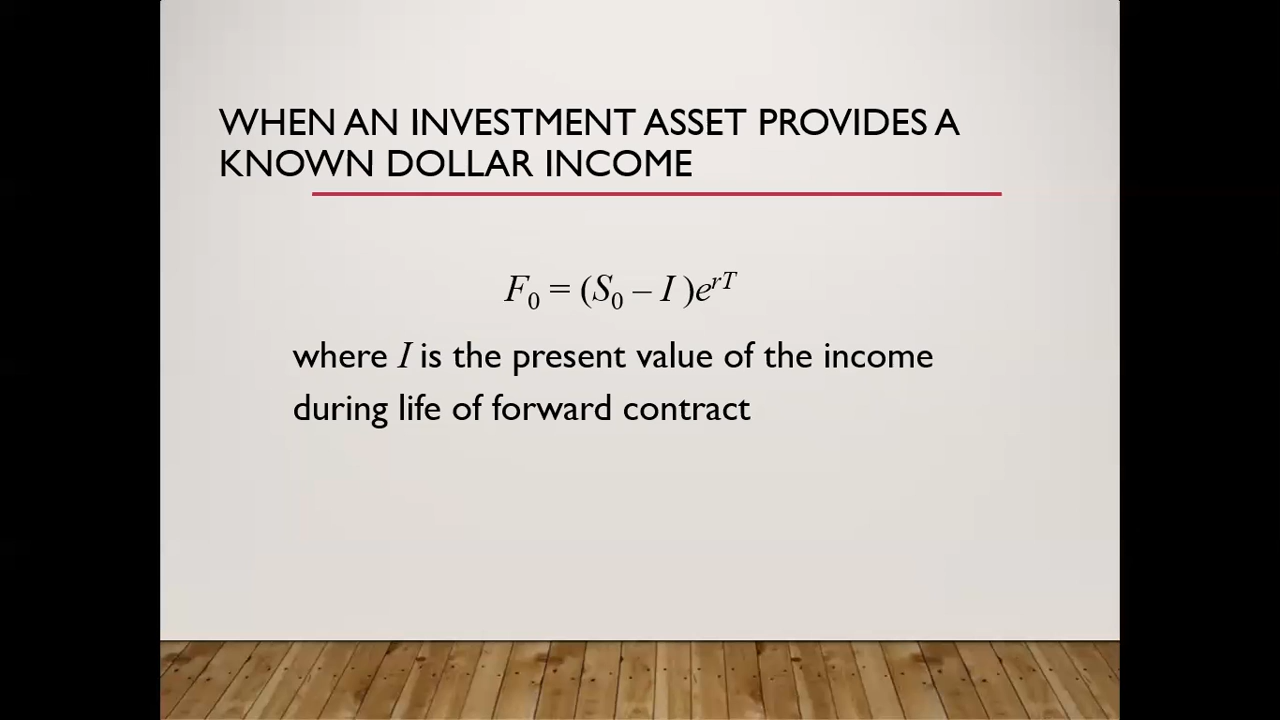 WHEN AN INVESTMENT ASSET PROVIDES A
KNOWN DOLLAR INCOME
F₀ = (S₀ – I )eʳᵀ
where I is the present value of the income
during life of forward contract